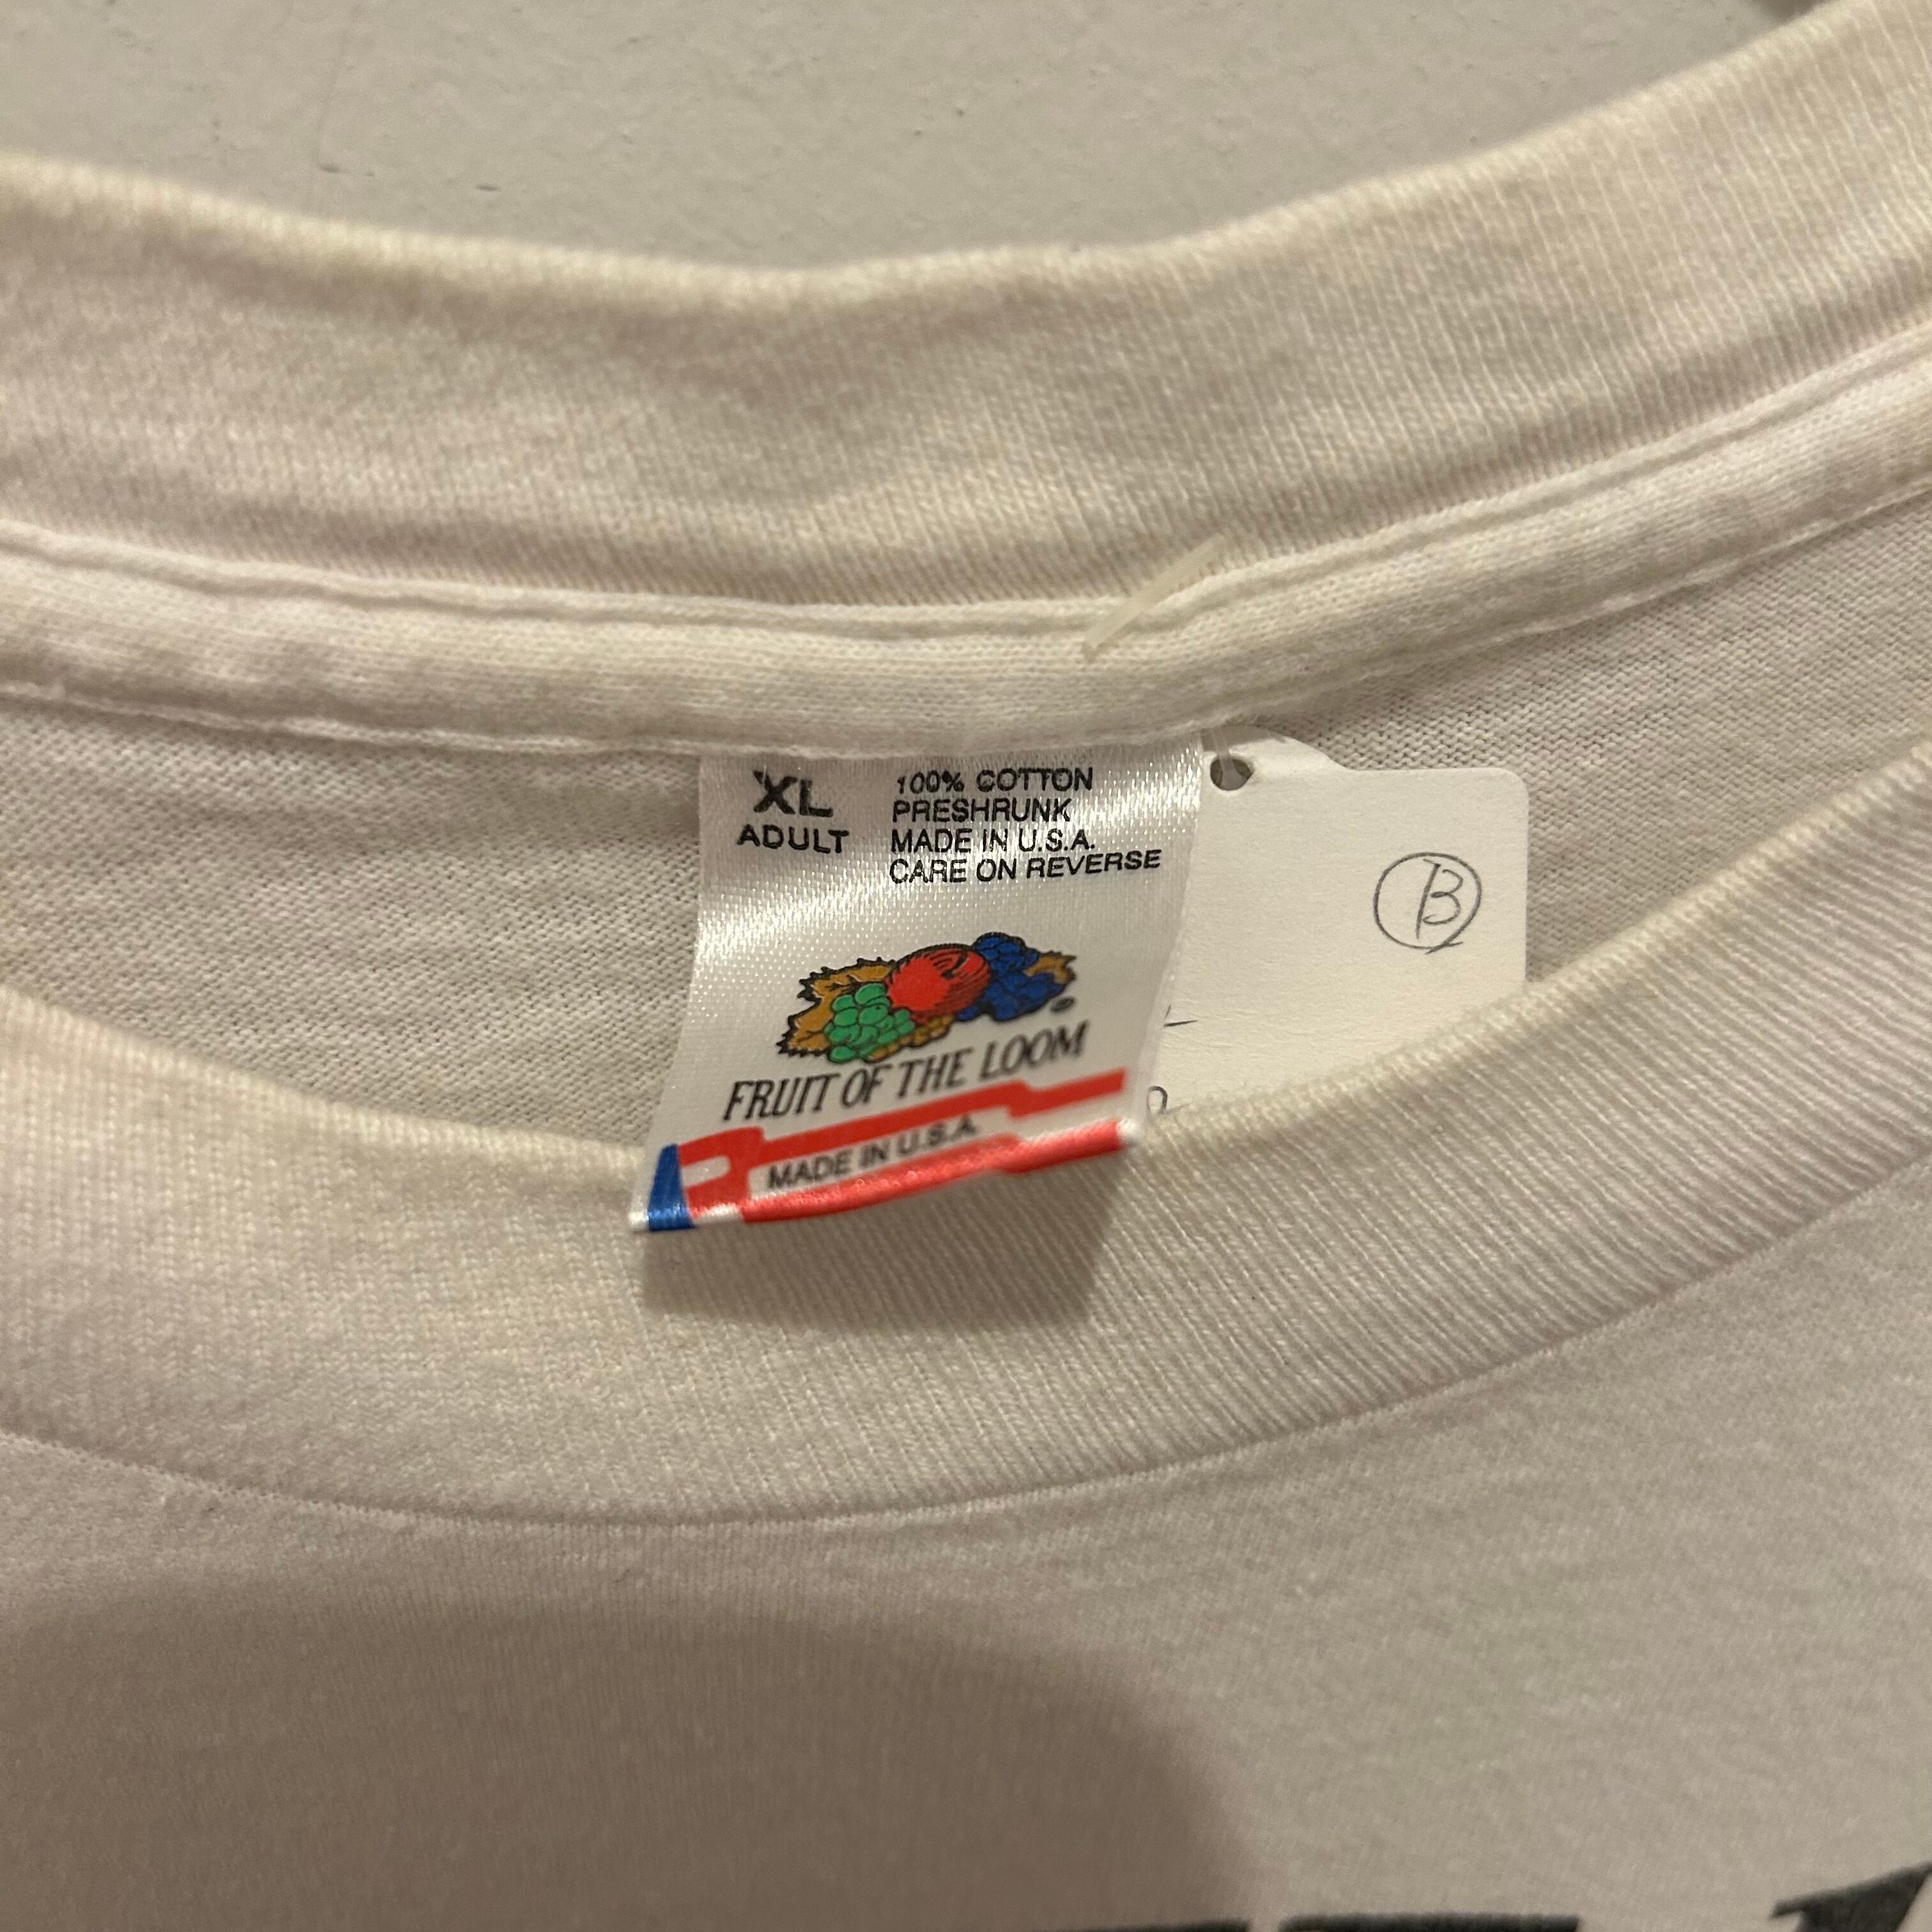 XL
ADULT
100% COTTON
PRESHRUNK
MADE IN U.S.A.
CARE ON REVERSE
B
®
FRUIT OF THE LOOM
MADE IN U.S.A.